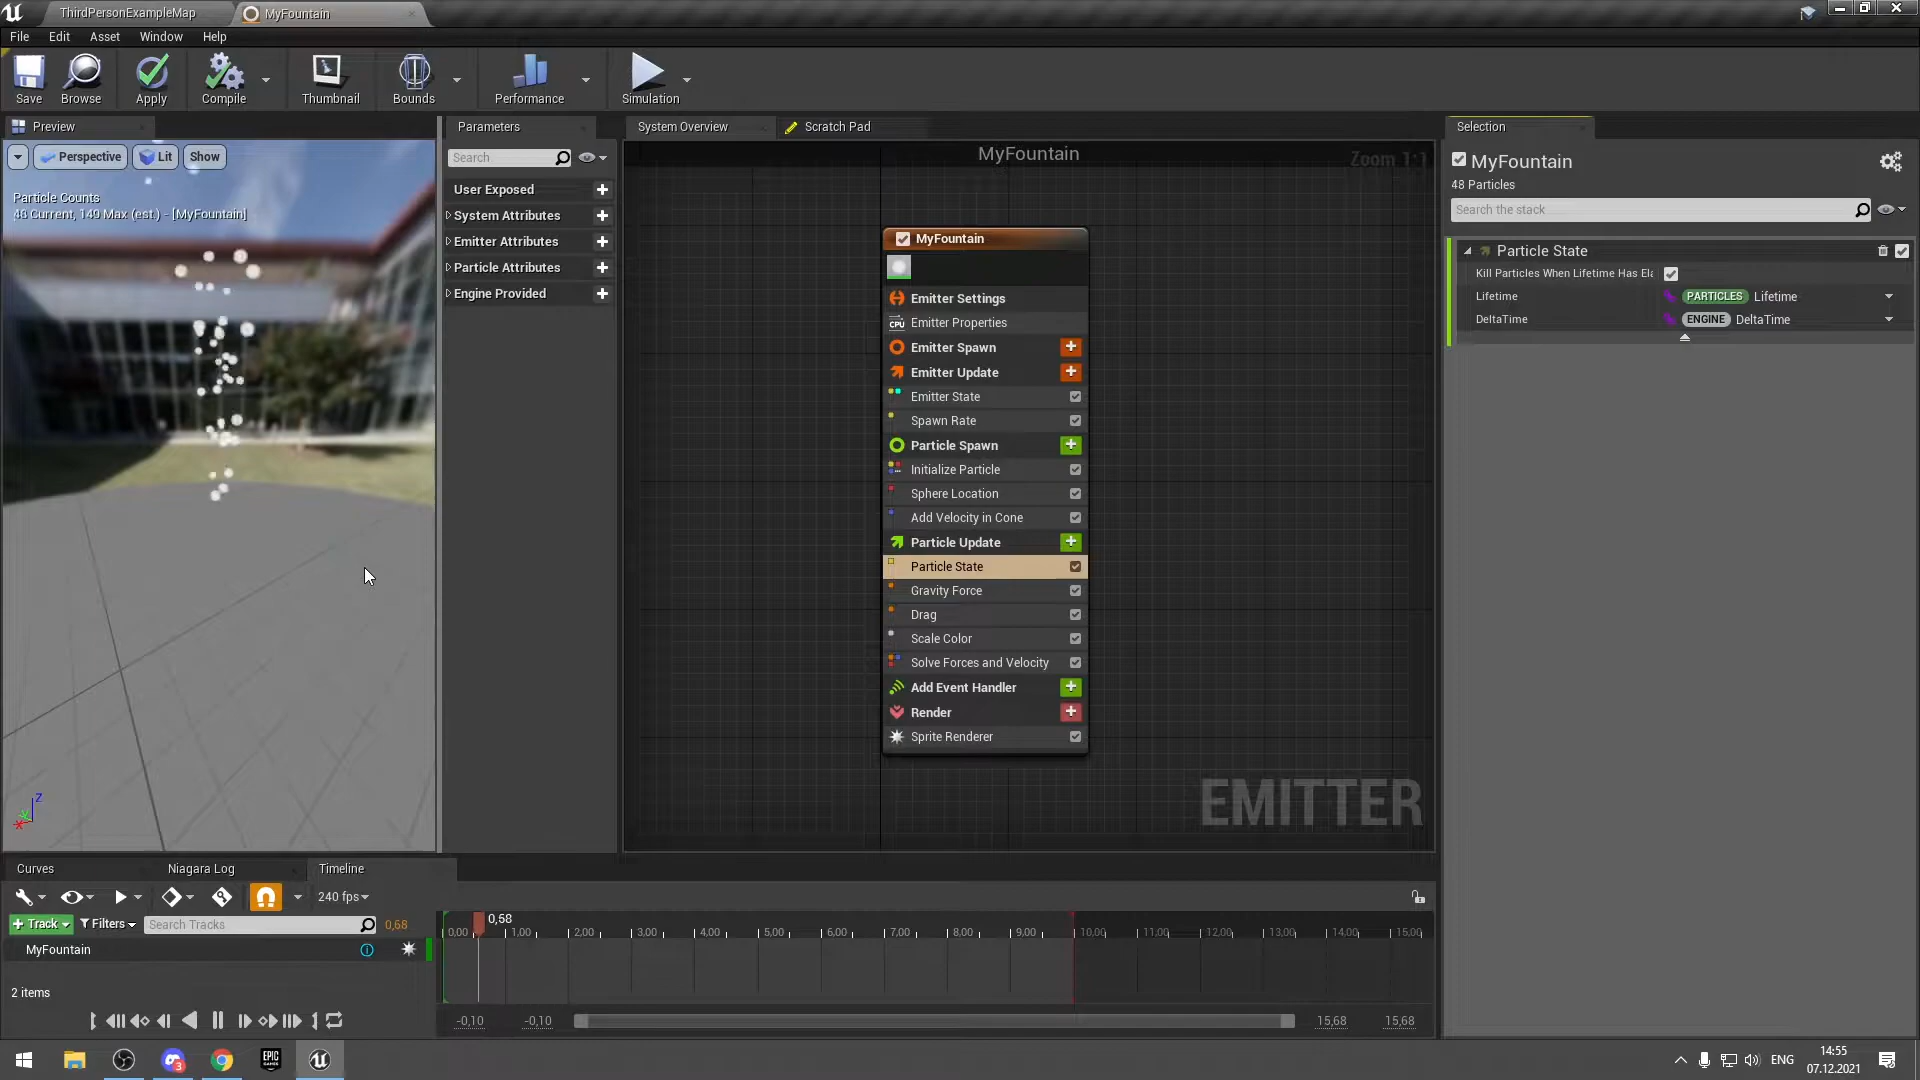 ThirdPersonExampleMap
MyFountain
File
Edit
Asset
Window
Help
Save
Browse
Apply
Compile
Thumbnail
Bounds
Performance
Simulation
Preview
Perspective
Lit
Show
Particle Counts
48 Current, 149 Max (est.) - [MyFountain]
Z
X
Parameters
Search
User Exposed
System Attributes
Emitter Attributes
Particle Attributes
Engine Provided
System Overview
Scratch Pad
MyFountain
Zoom 1:1
MyFountain
Emitter Settings
CPU
Emitter Properties
Emitter Spawn
Emitter Update
Emitter State
Spawn Rate
Particle Spawn
Initialize Particle
Sphere Location
Add Velocity in Cone
Particle Update
Particle State
Gravity Force
Drag
Scale Color
Solve Forces and Velocity
Add Event Handler
Render
Sprite Renderer
EMITTER
Selection
MyFountain
48 Particles
Search the stack
Particle State
Kill Particles When Lifetime Has Ela
Lifetime
PARTICLES Lifetime
DeltaTime
ENGINE DeltaTime
Curves
Niagara Log
Timeline
240 fps
+ Track
Filters
Search Tracks
0,68
MyFountain
2 items
0,68
0,00 1,00 2,00 3,00 4,00 5,00 6,00 7,00 8,00 9,00 10,00 11,00 12,00 13,00 14,00 15,00
-0,10
-0,10
15,68
15,68
EPIC
GAMES
3
ENG
14:55
07.12.2021